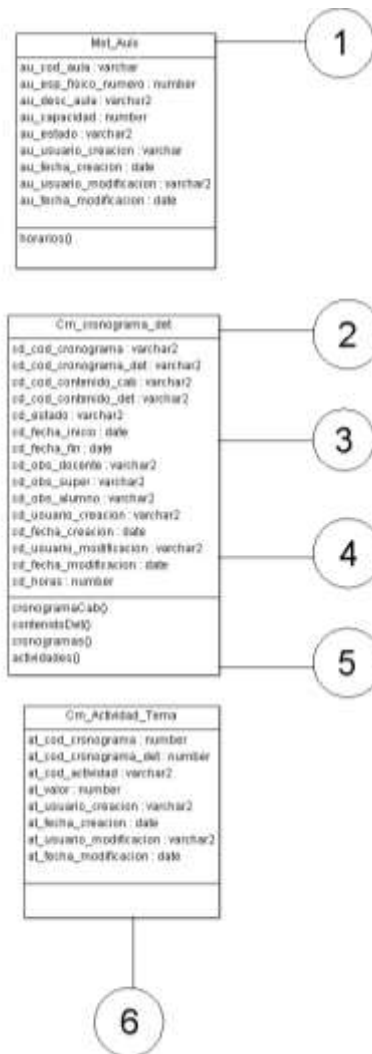 Mst_Aula
1
au_cod_aula : varchar
au_esp_fisico_numero : number
au_desc_aula : varchar2
au_capacidad : number
au_estado : varchar2
au_usuario_creacion : varchar
au_fecha_creacion : date
au_usuario_modificacion : varchar2
au_fecha_modificacion : date
horarios()
Crn_cronograma_det
2
cd_cod_cronograma : varchar2
cd_cod_cronograma_det : varchar2
cd_cod_contenido_cab : varchar2
cd_cod_contenido_det : varchar2
cd_estado : varchar2
cd_fecha_inicio : date
3
cd_fecha_fin : date
cd_obs_docente : varchar2
cd_obs_super : varchar2
cd_obs_alumno : varchar2
cd_usuario_creacion : varchar2
cd_fecha_creacion : date
4
cd_usuario_modificacion : varchar2
cd_fecha_modificacion : date
cd_horas : number
cronogramaCab()
contenidoDet()
cronogramas()
actividades()
5
Crn_Actividad_Tema
at_cod_cronograma : number
at_cod_cronograma_det : number
at_cod_actividad : varchar2
at_valor : number
at_usuario_creacion : varchar2
at_fecha_creacion : date
at_usuario_modificacion : varchar2
at_fecha_modificacion : date
6